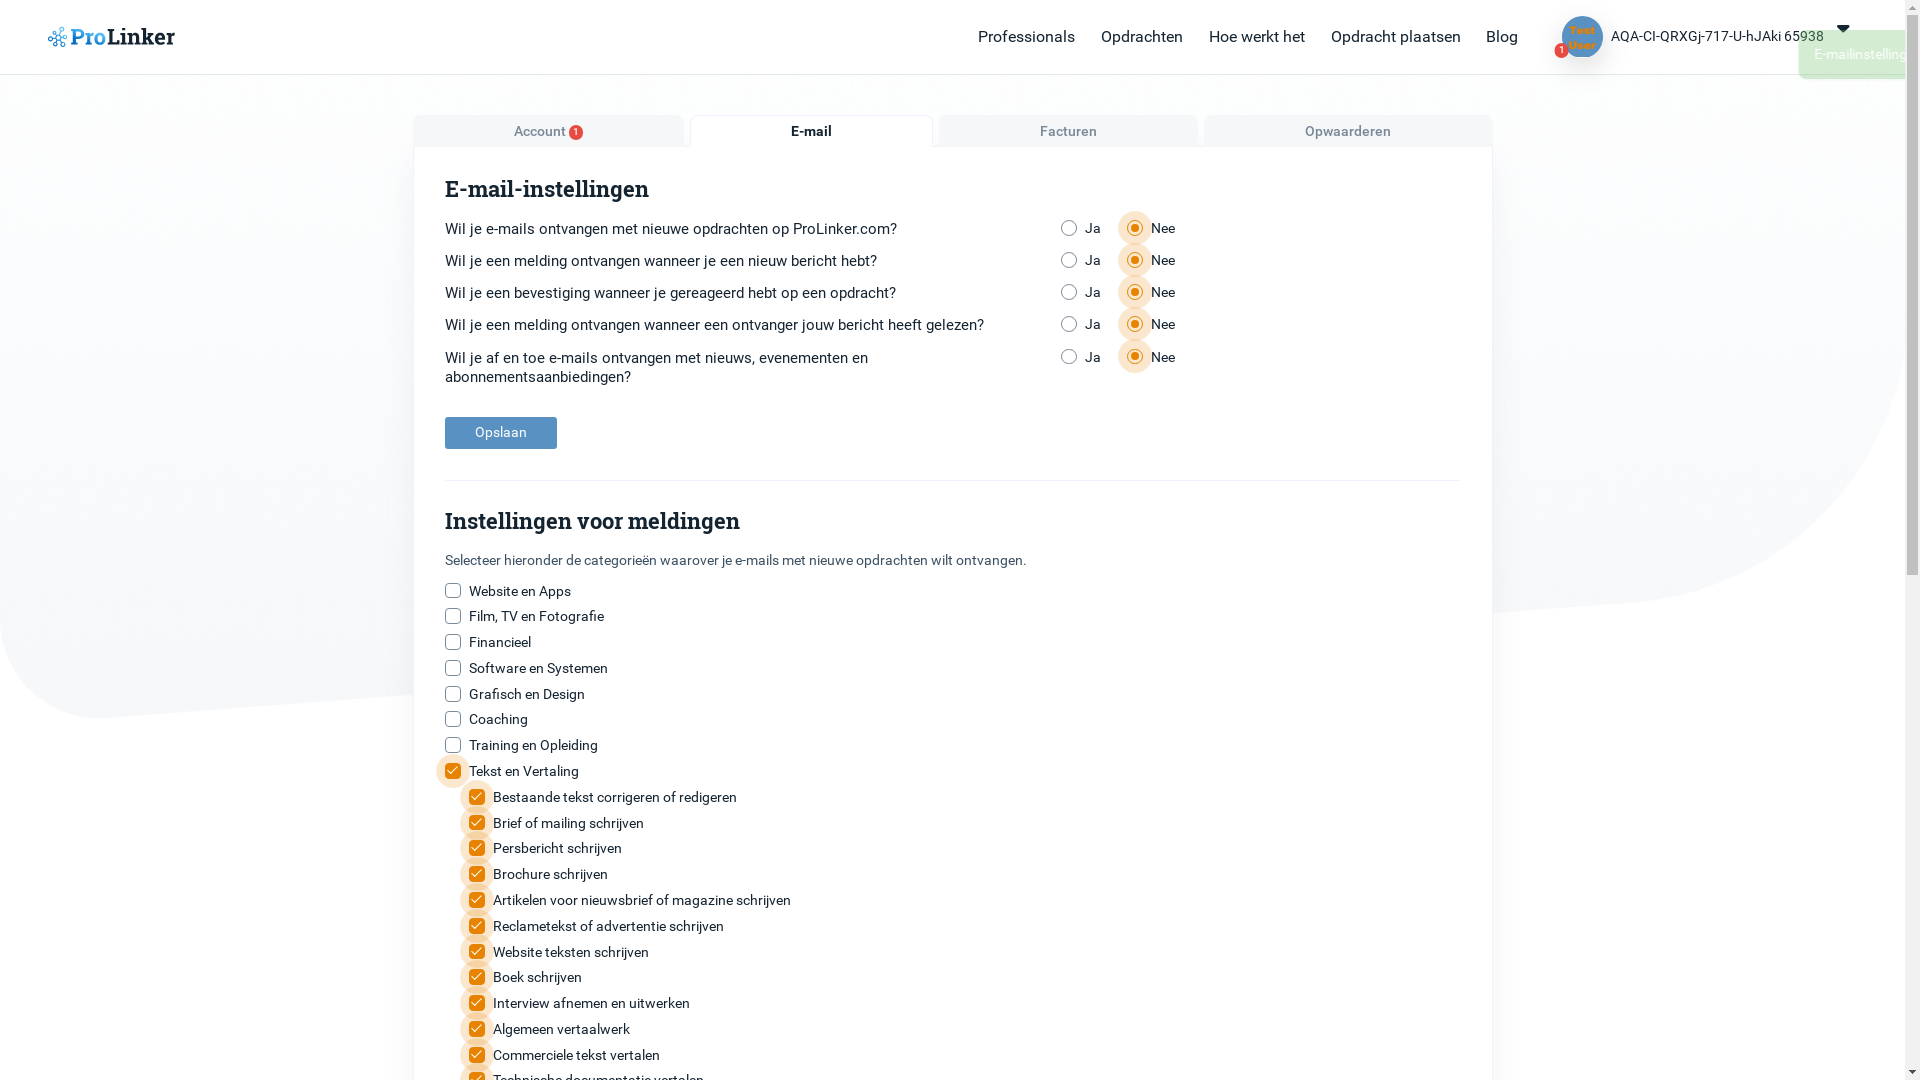 ProLinker
Professionals
Opdrachten
Hoe werkt het
Opdracht plaatsen
Blog
Test
User
1
AQA-CI-QRXGj-717-U-hJAki 65938
Account 1
E-mail
Facturen
Opwaarderen
E-mail-instellingen
Wil je e-mails ontvangen met nieuwe opdrachten op ProLinker.com?
Ja
Nee
Wil je een melding ontvangen wanneer je een nieuw bericht hebt?
Ja
Nee
Wil je een bevestiging wanneer je gereageerd hebt op een opdracht?
Ja
Nee
Wil je een melding ontvangen wanneer een ontvanger jouw bericht heeft gelezen?
Ja
Nee
Wil je af en toe e-mails ontvangen met nieuws, evenementen en
abonnementsaanbiedingen?
Ja
Nee
Opslaan
Instellingen voor meldingen
Selecteer hieronder de categorieën waarover je e-mails met nieuwe opdrachten wilt ontvangen.
Website en Apps
Film, TV en Fotografie
Financieel
Software en Systemen
Grafisch en Design
Coaching
Training en Opleiding
Tekst en Vertaling
Bestaande tekst corrigeren of redigeren
Brief of mailing schrijven
Persbericht schrijven
Brochure schrijven
Artikelen voor nieuwsbrief of magazine schrijven
Reclametekst of advertentie schrijven
Website teksten schrijven
Boek schrijven
Interview afnemen en uitwerken
Algemeen vertaalwerk
Commerciele tekst vertalen
Technische documentatie vertalen